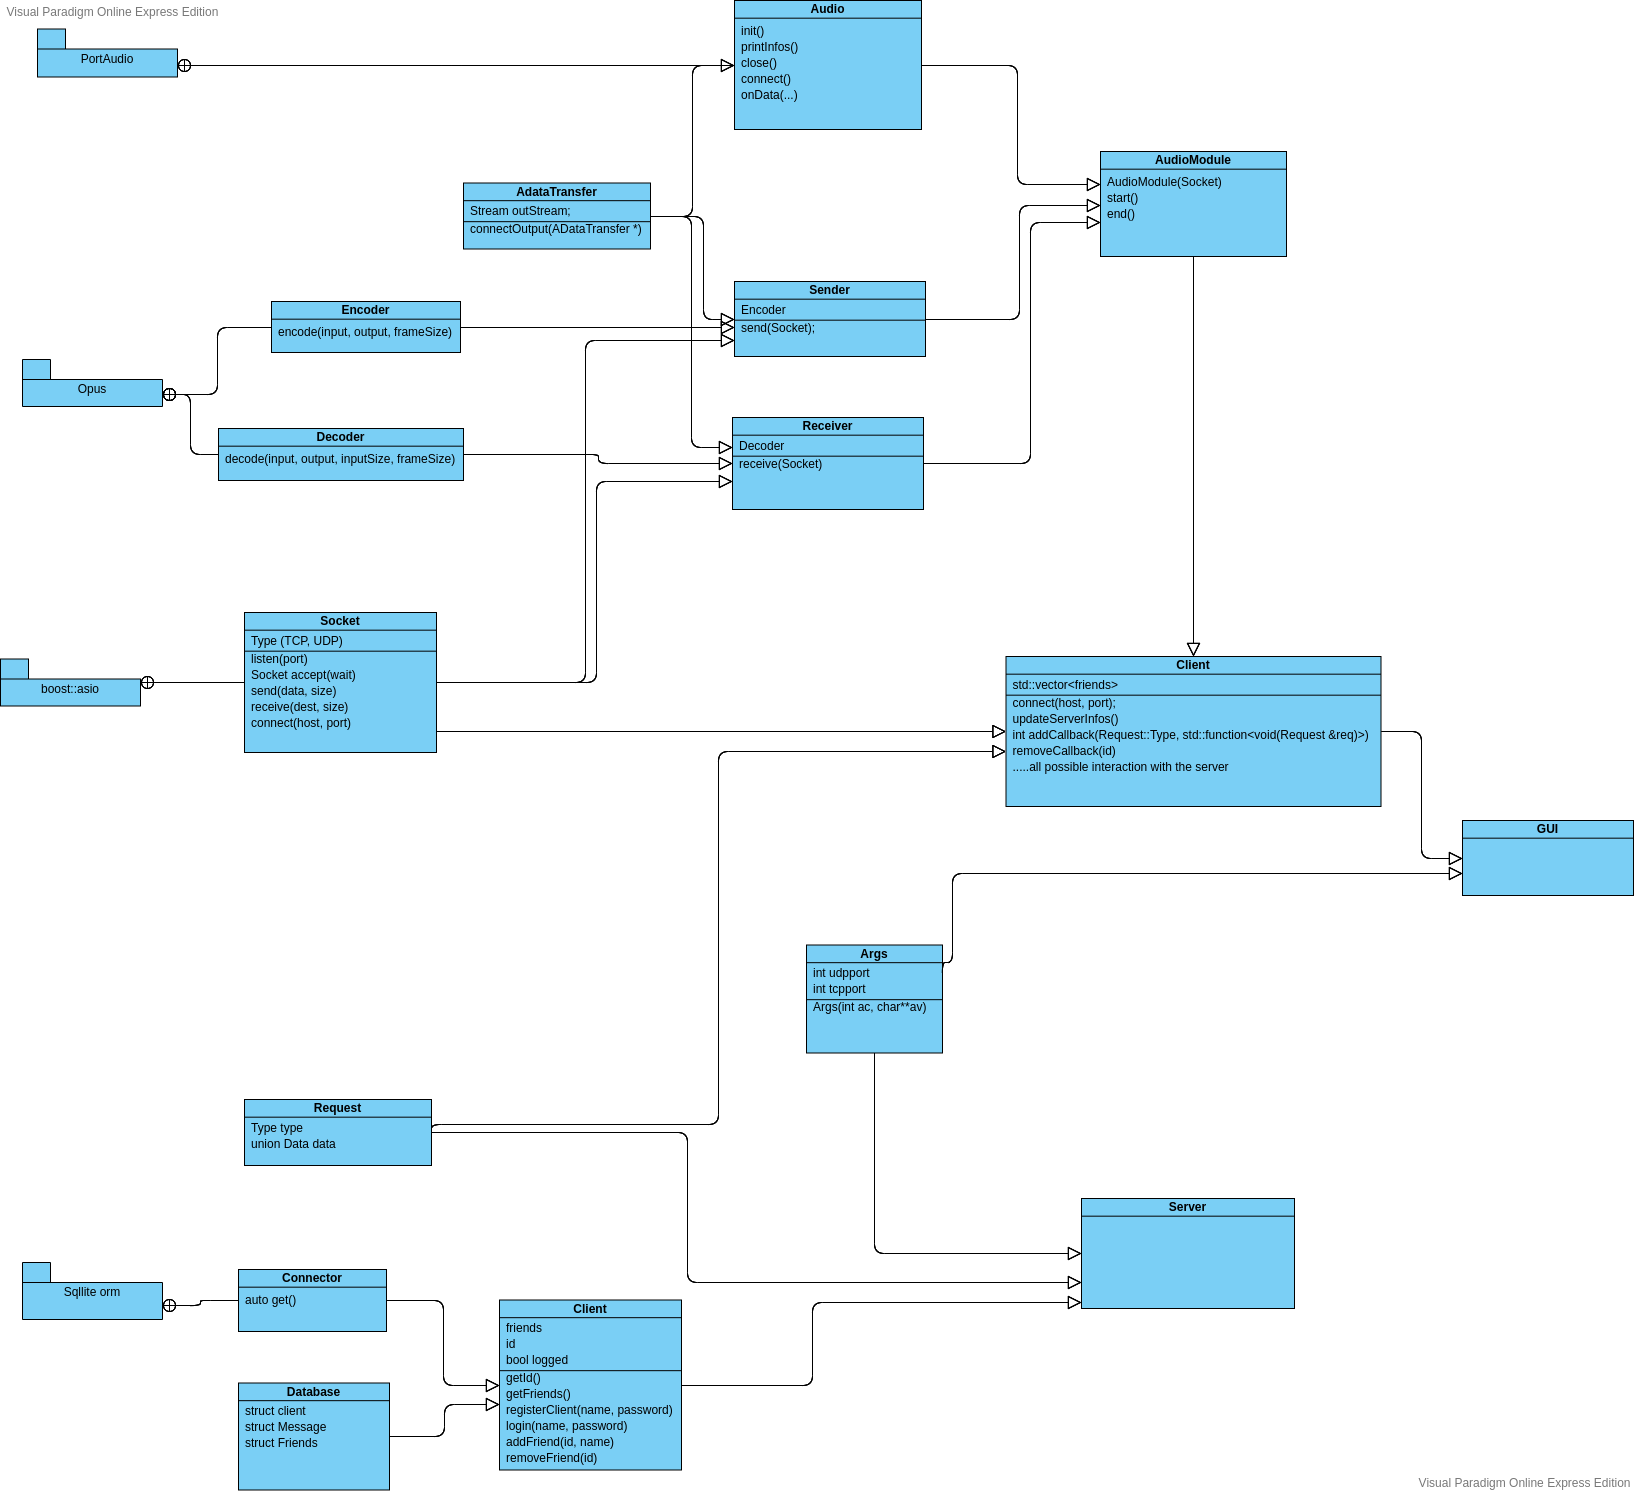 Visual Paradigm Online Express Edition
PortAudio
Audio
init()
printInfos()
close()
connect()
onData(...)
AudioModule
AudioModule(Socket)
start()
end()
AdataTransfer
Stream outStream;
connectOutput(ADataTransfer *)
Sender
Encoder
send(Socket);
Encoder
encode(input, output, frameSize)
Opus
Decoder
decode(input, output, inputSize, frameSize)
Receiver
Decoder
receive(Socket)
Socket
Type (TCP, UDP)
listen(port)
Socket accept(wait)
send(data, size)
receive(dest, size)
connect(host, port)
boost::asio
Client
std::vector<friends>
connect(host, port);
updateServerInfos()
int addCallback(Request::Type, std::function<void(Request &req)>)
removeCallback(id)
.....all possible interaction with the server
GUI
Args
int udpport
int tcpport
Args(int ac, char**av)
Request
Type type
union Data data
Server
Sqllite orm
Connector
auto get()
Client
friends
id
bool logged
getId()
getFriends()
registerClient(name, password)
login(name, password)
addFriend(id, name)
removeFriend(id)
Database
struct client
struct Message
struct Friends
Visual Paradigm Online Express Edition